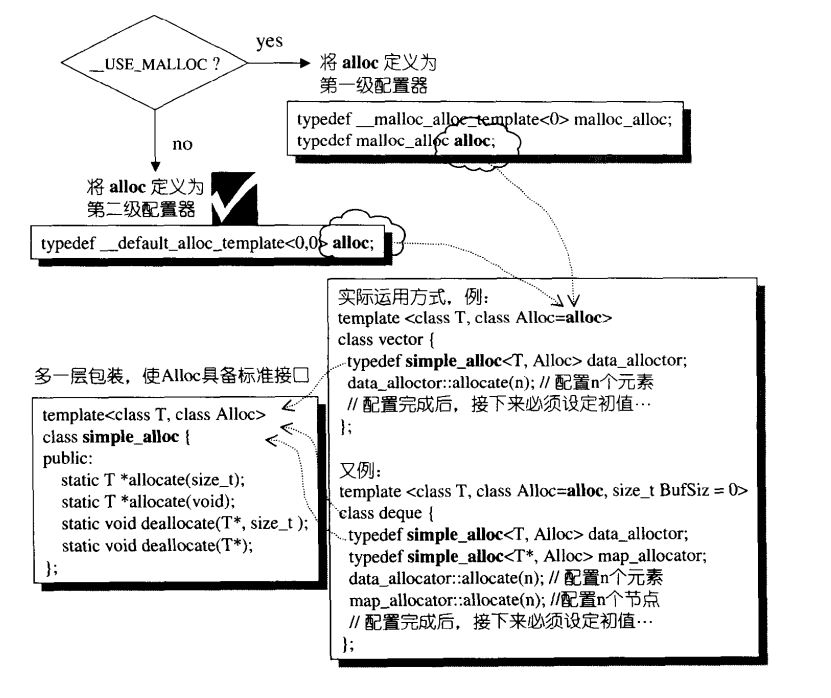 __USE_MALLOC ?
yes
将 alloc 定义为
第一级配置器
typedef __malloc_alloc_template<0> malloc_alloc;
typedef malloc_alloc alloc;
no
将 alloc 定义为
第二级配置器
typedef __default_alloc_template<0,0> alloc;
实际运用方式，例：
template <class T, class Alloc=alloc>
class vector {
typedef simple_alloc<T, Alloc> data_alloctor;
data_alloctor::allocate(n); // 配置n个元素
// 配置完成后，接下来必须设定初值…
};
又例：
template <class T, class Alloc=alloc, size_t BufSiz = 0>
class deque {
typedef simple_alloc<T, Alloc> data_alloctor;
typedef simple_alloc<T*, Alloc> map_allocator;
data_allocator::allocate(n); // 配置n个元素
map_allocator::allocate(n); //配置n个节点
// 配置完成后，接下来必须设定初值…
};
多一层包装，使Alloc具备标准接口
template<class T, class Alloc>
class simple_alloc {
public:
static T *allocate(size_t);
static T *allocate(void);
static void deallocate(T*, size_t );
static void deallocate(T*);
};